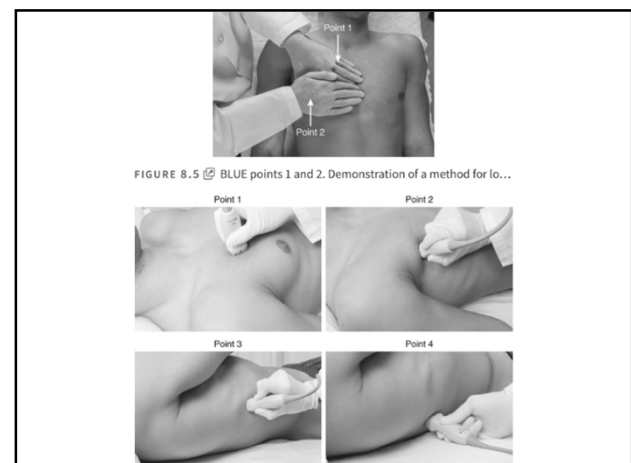 Point 1
Point 2
FIGURE 8.5 BLUE points 1 and 2. Demonstration of a method for lo...
Point 1
Point 2
Point 3
Point 4